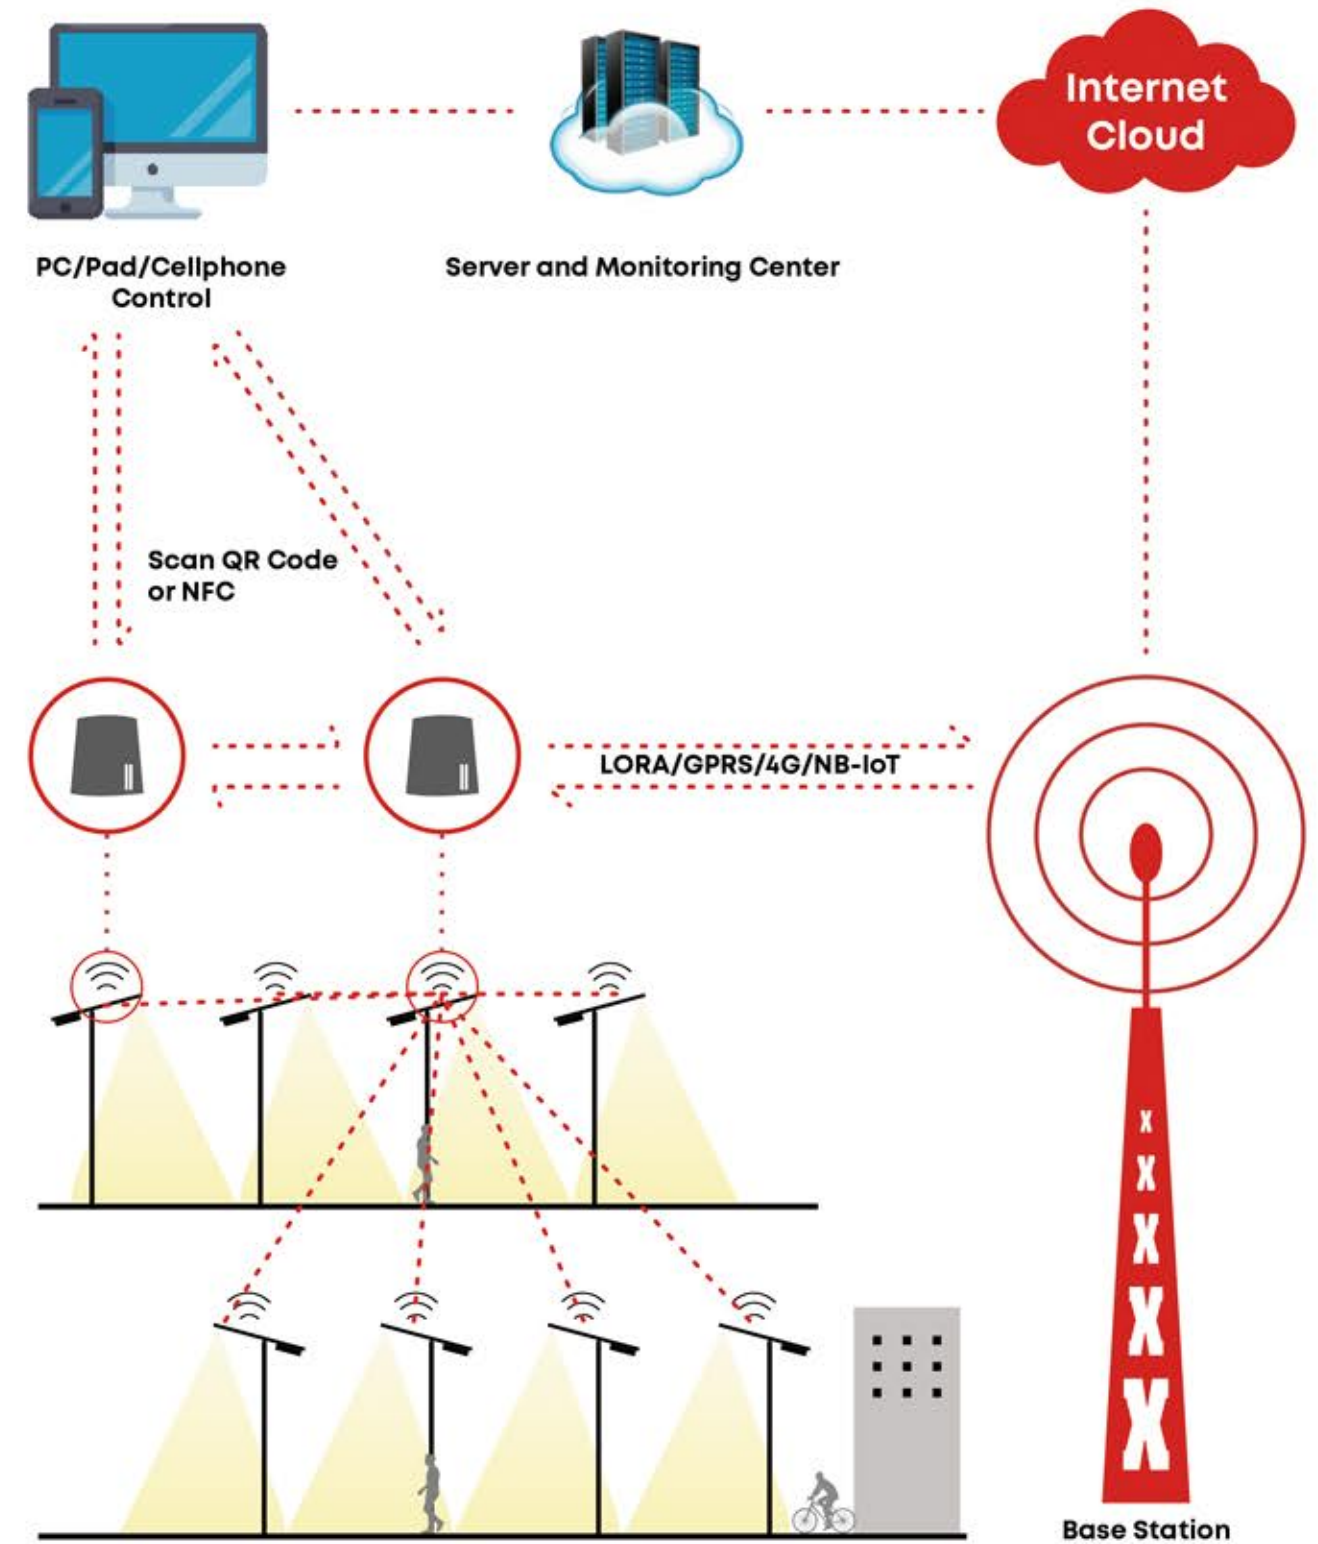 Internet
Cloud
PC/Pad/Cellphone
Control
Server and Monitoring Center
Scan QR Code
or NFC
LORA/GPRS/4G/NB-IoT
Base Station